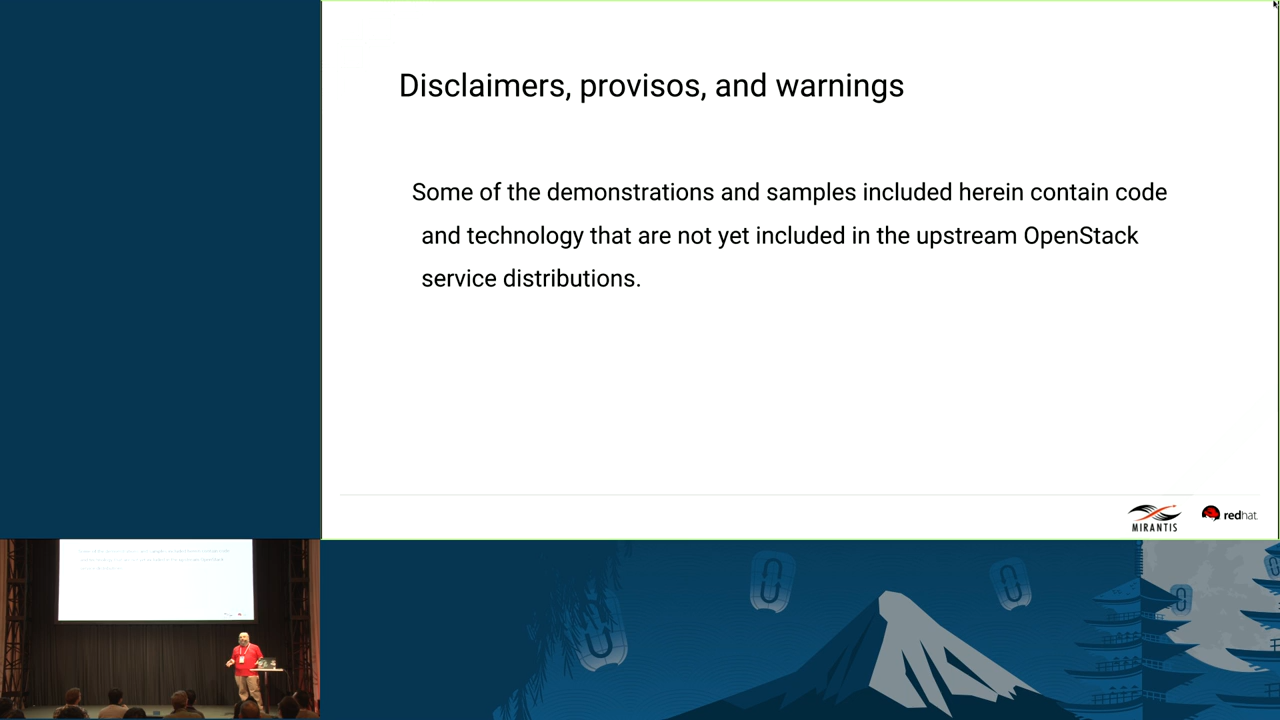 Disclaimers, provisos, and warnings
Some of the demonstrations and samples included herein contain code
and technology that are not yet included in the upstream OpenStack
service distributions.
MIRANTIS
redhat.